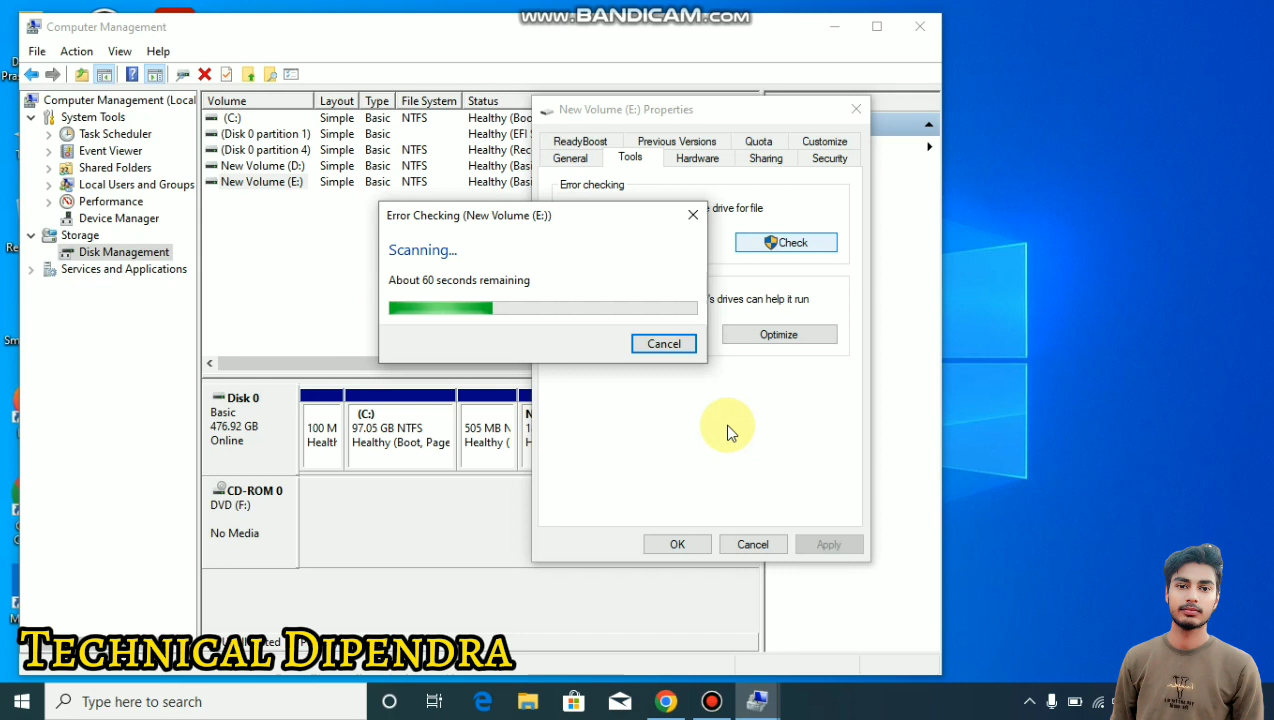 www.BANDICAM.com
Computer Management
File Action View Help
Computer Management (Local
System Tools
Task Scheduler
Event Viewer
Shared Folders
Local Users and Groups
Performance
Device Manager
Storage
Disk Management
Services and Applications
Volume Layout Type File System Status
(C:) Simple Basic NTFS Healthy (Boo
(Disk 0 partition 1) Simple Basic Healthy (EFI
(Disk 0 partition 4) Simple Basic NTFS Healthy (Rec
New Volume (D:) Simple Basic NTFS Healthy (Basi
New Volume (E:) Simple Basic NTFS Healthy (Basi
New Volume (E:) Properties
ReadyBoost Previous Versions Quota Customize
General Tools Hardware Sharing Security
Error checking
e drive for file
Check
's drives can help it run
Optimize
Error Checking (New Volume (E:))
Scanning...
About 60 seconds remaining
Cancel
OK Cancel Apply
Disk 0
Basic
476.92 GB
Online
100 M
Health
(C:)
97.05 GB NTFS
Healthy (Boot, Page
505 MB N
Healthy (
CD-ROM 0
DVD (F:)
No Media
Technical Dipendra
Type here to search